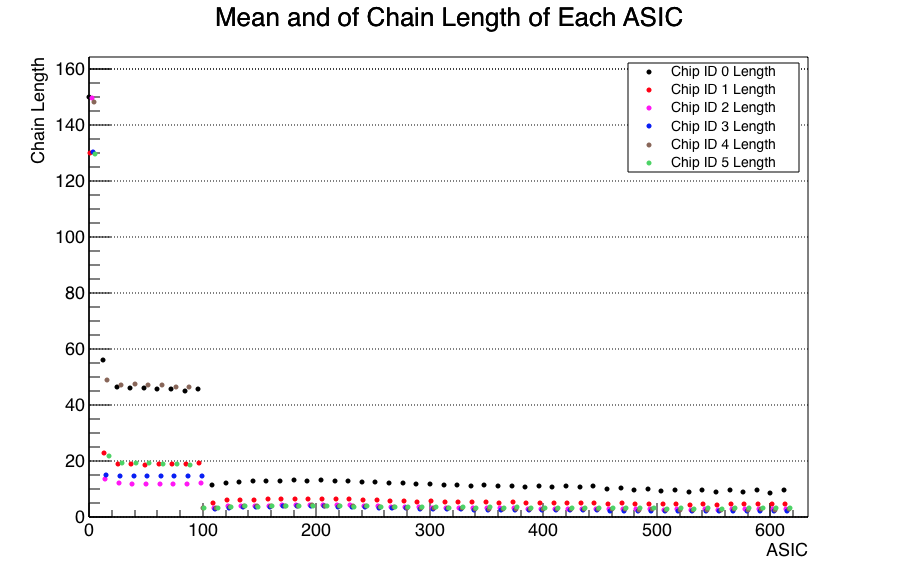 Mean and of Chain Length of Each ASIC
Chain Length
160
140
120
100
80
60
40
20
0
Chip ID 0 Length
Chip ID 1 Length
Chip ID 2 Length
Chip ID 3 Length
Chip ID 4 Length
Chip ID 5 Length
0 100 200 300 400 500 600
ASIC